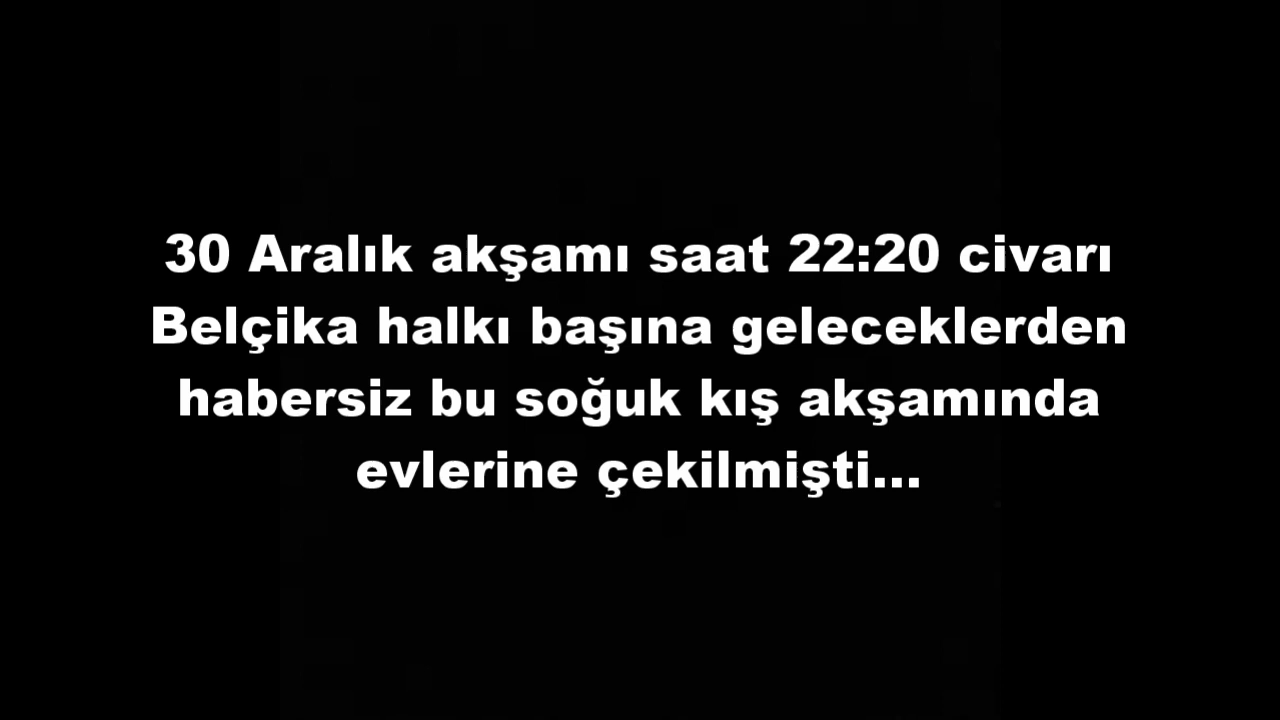 30 Aralık akşamı saat 22:20 civarı
Belçika halkı başına geleceklerden
habersiz bu soğuk kış akşamında
evlerine çekilmişti...